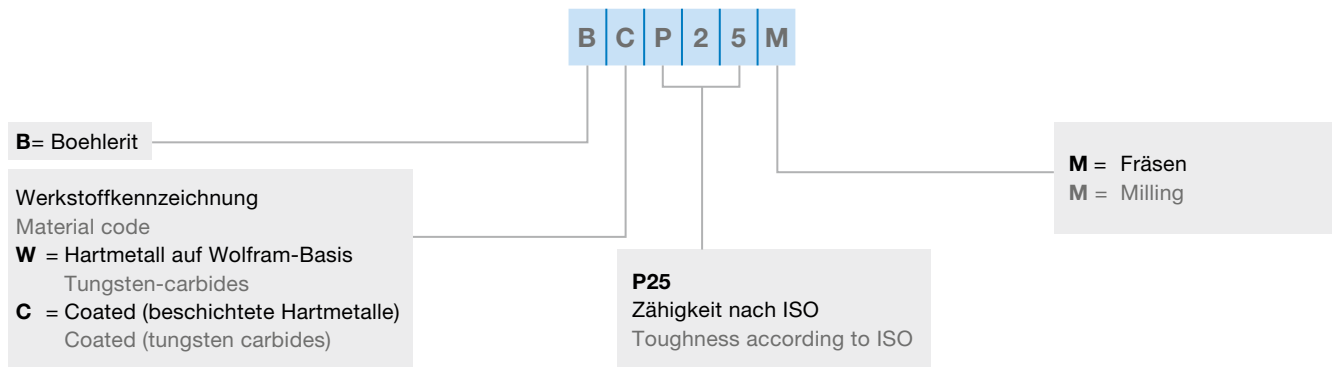 B C P 2 5 M
B= Boehlerit
Werkstoffkennzeichnung
Material code
W = Hartmetall auf Wolfram-Basis
Tungsten-carbides
C = Coated (beschichtete Hartmetalle)
Coated (tungsten carbides)
P25
Zähigkeit nach ISO
Toughness according to ISO
M = Fräsen
M = Milling